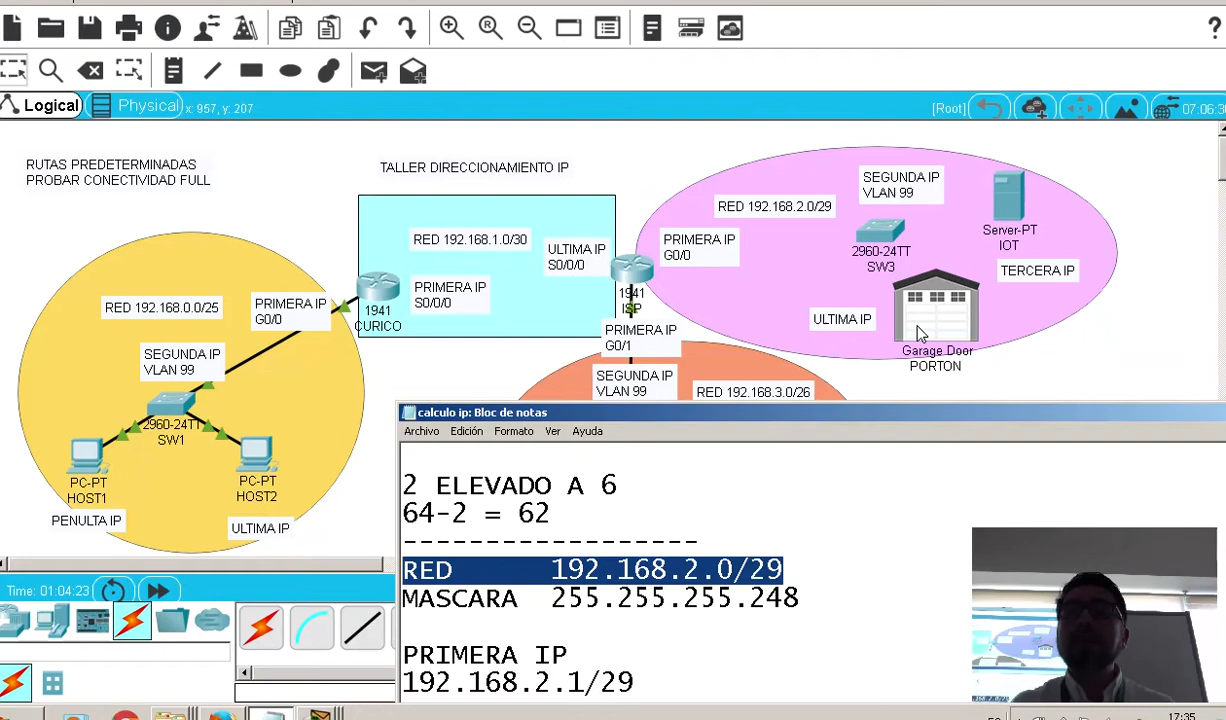 Logical
Physical
x: 957, y: 207
[Root]
07:06:3
RUTAS PREDETERMINADAS
PROBAR CONECTIVIDAD FULL
TALLER DIRECCIONAMIENTO IP
RED 192.168.1.0/30
ULTIMA IP
S0/0/0
PRIMERA IP
S0/0/0
1941
CURICO
RED 192.168.0.0/25
PRIMERA IP
G0/0
SEGUNDA IP
VLAN 99
2960-24TT
SW1
PC-PT
HOST1
PENULTA IP
PC-PT
HOST2
ULTIMA IP
SEGUNDA IP
VLAN 99
RED 192.168.2.0/29
PRIMERA IP
G0/0
2960-24TT
SW3
Server-PT
IOT
TERCERA IP
ULTIMA IP
Garage Door
PORTON
1941
ISP
PRIMERA IP
G0/1
SEGUNDA IP
VLAN 99
RED 192.168.3.0/26
calculo ip: Bloc de notas
Archivo Edición Formato Ver Ayuda
2 ELEVADO A 6
64-2 = 62
------------------
RED 192.168.2.0/29
MASCARA 255.255.255.248
PRIMERA IP
192.168.2.1/29
Time: 01:04:23
17:35